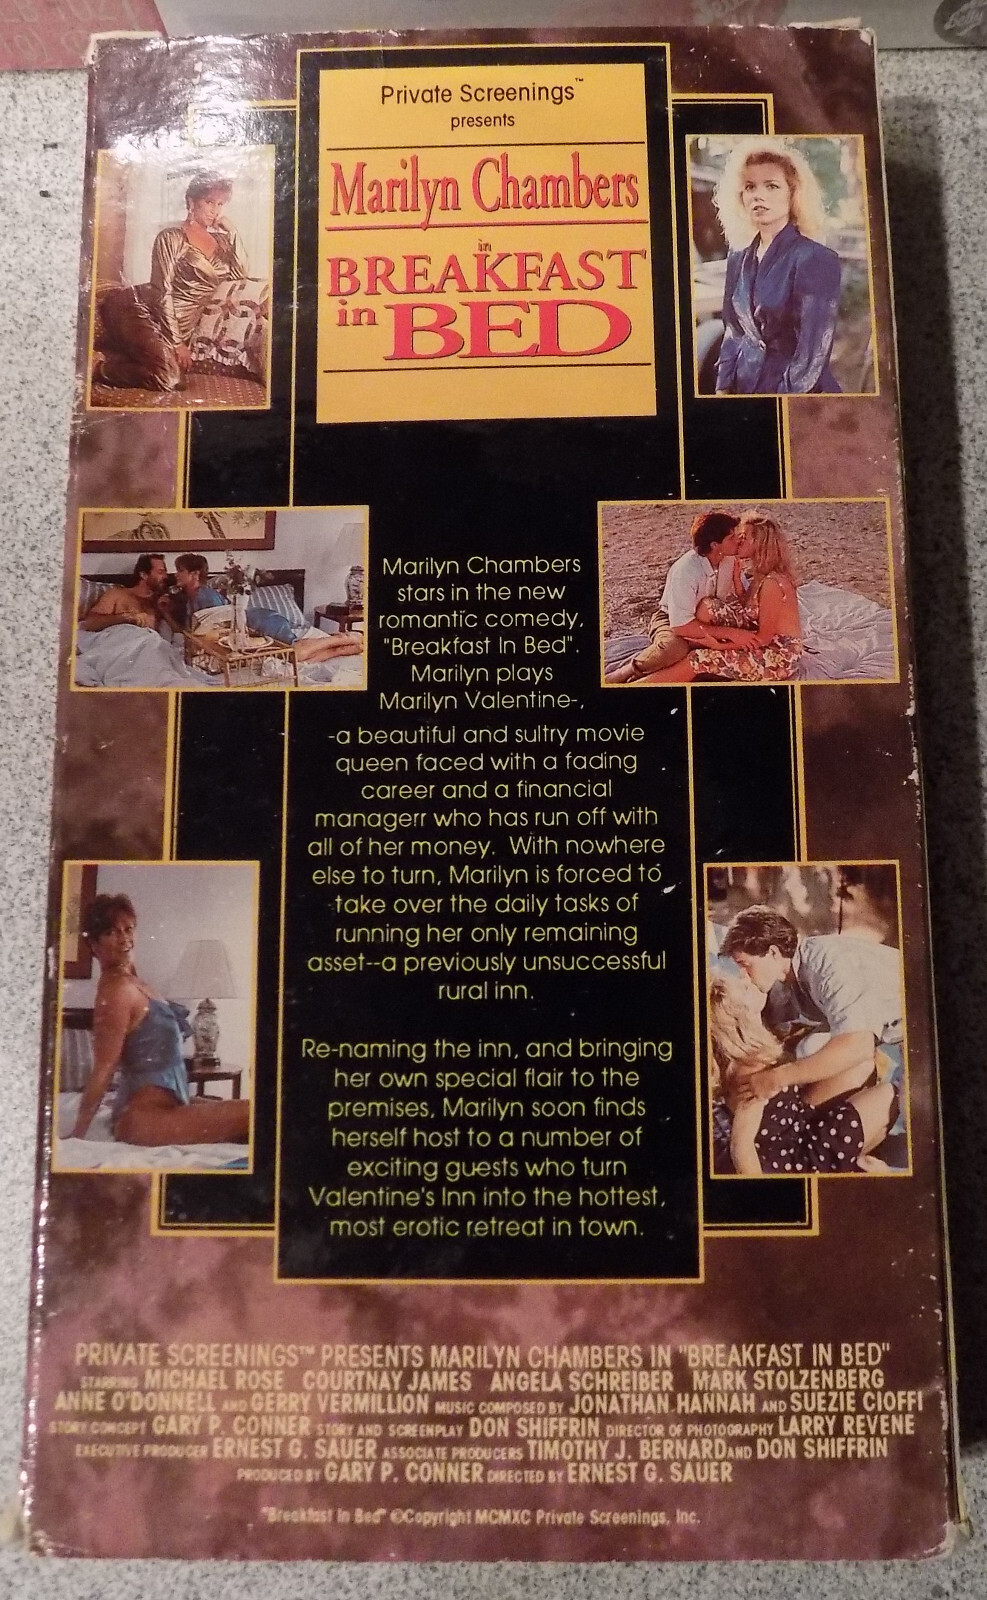 Private Screenings™
presents
Marilyn Chambers
in
BREAKFAST
in BED
Marilyn Chambers
stars in the new
romantic comedy,
"Breakfast In Bed".
Marilyn plays
Marilyn Valentine-,
-a beautiful and sultry movie
queen faced with a fading
career and a financial
managerr who has run off with
all of her money. With nowhere
else to turn, Marilyn is forced to
take over the daily tasks of
running her only remaining
asset--a previously unsuccessful
rural inn.
Re-naming the inn, and bringing
her own special flair to the
premises, Marilyn soon finds
herself host to a number of
exciting guests who turn
Valentine's Inn into the hottest,
most erotic retreat in town.
PRIVATE SCREENINGS™ PRESENTS MARILYN CHAMBERS IN "BREAKFAST IN BED"
STARRING MICHAEL ROSE COURTNAY JAMES ANGELA SCHREIBER MARK STOLZENBERG
ANNE O'DONNELL AND GERRY VERMILLION MUSIC COMPOSED BY JONATHAN HANNAH AND SUEZIE CIOFFI
STORY CONCEPT GARY P. CONNER STORY AND SCREENPLAY DON SHIFFRIN DIRECTOR OF PHOTOGRAPHY LARRY REVENE
EXECUTIVE PRODUCER ERNEST G. SAUER ASSOCIATE PRODUCERS TIMOTHY J. BERNARD AND DON SHIFFRIN
PRODUCED BY GARY P. CONNER DIRECTED BY ERNEST G. SAUER
"Breakfast In Bed" ©Copyright MCMXC Private Screenings, Inc.